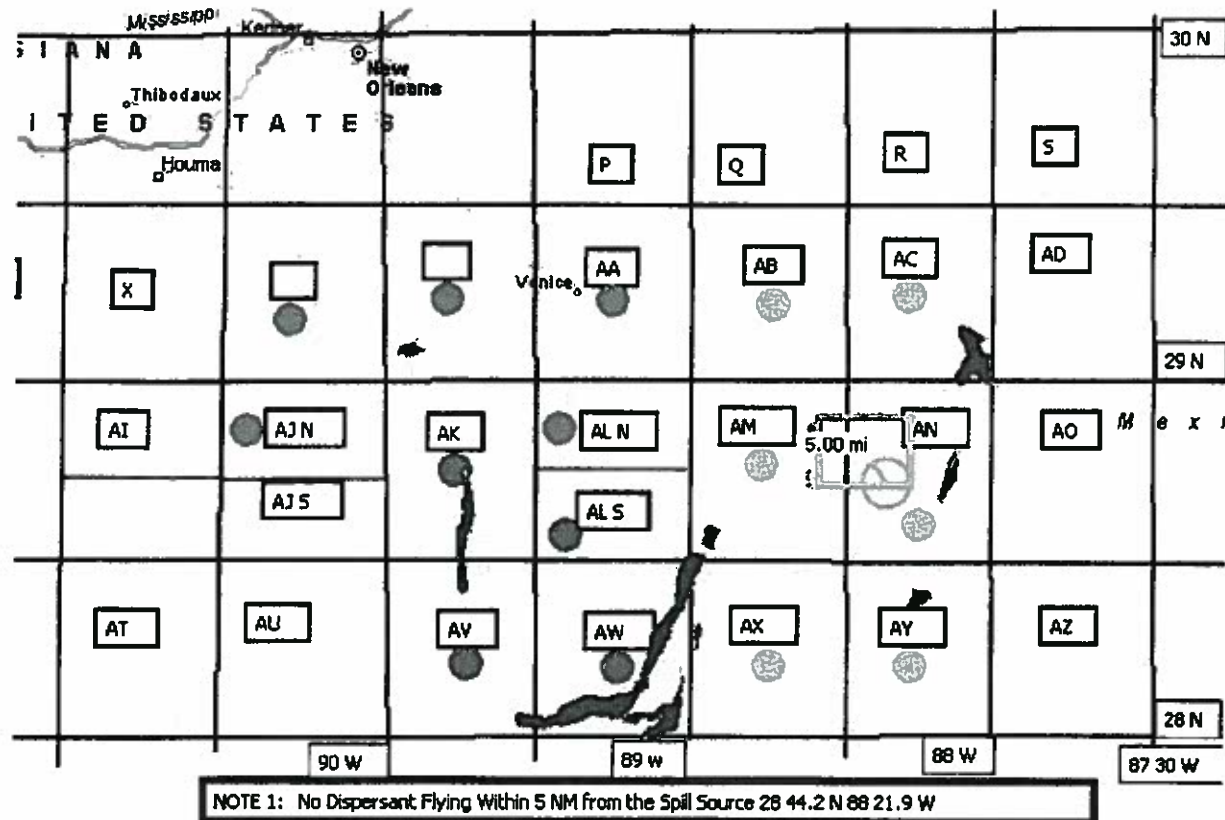 Mississippi
Kenner
30 N
SIANA
New
Orleans
Thibodaux
ITED STATES
Houma
P
Q
R
S
X
Venice
AA
AB
AC
AD
29 N
AI
AJ N
AK
AL N
AM
AN
AO
Mex
5.00 mi
AJ S
AL S
AT
AU
AV
AW
AX
AY
AZ
28 N
90 W
89 W
88 W
87 30 W
NOTE 1: No Dispersant Flying Within 5 NM from the Spill Source 28 44.2 N 88 21.9 W